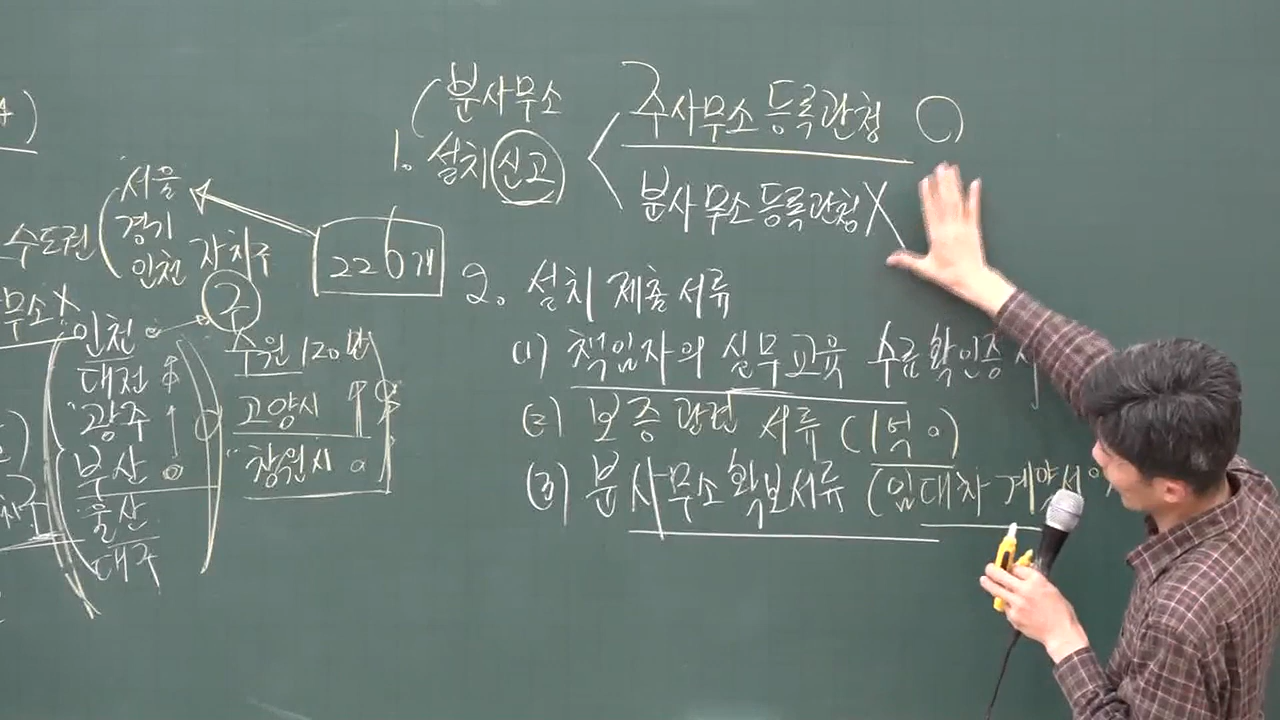 서울
경기
수도권
인천 자치구
구
226개
인천
대전
광주
부산
울산
대구
수원 120만
고양시
창원시
분사무소
1. 설치신고
주사무소 등록관청 O
분사무소 등록관청 X
2. 설치 제출 서류
(1) 책임자의 실무교육 수료확인증
(2) 보증관련 서류 (1억 이)
(3) 분사무소 확보서류 (임대차 계약서